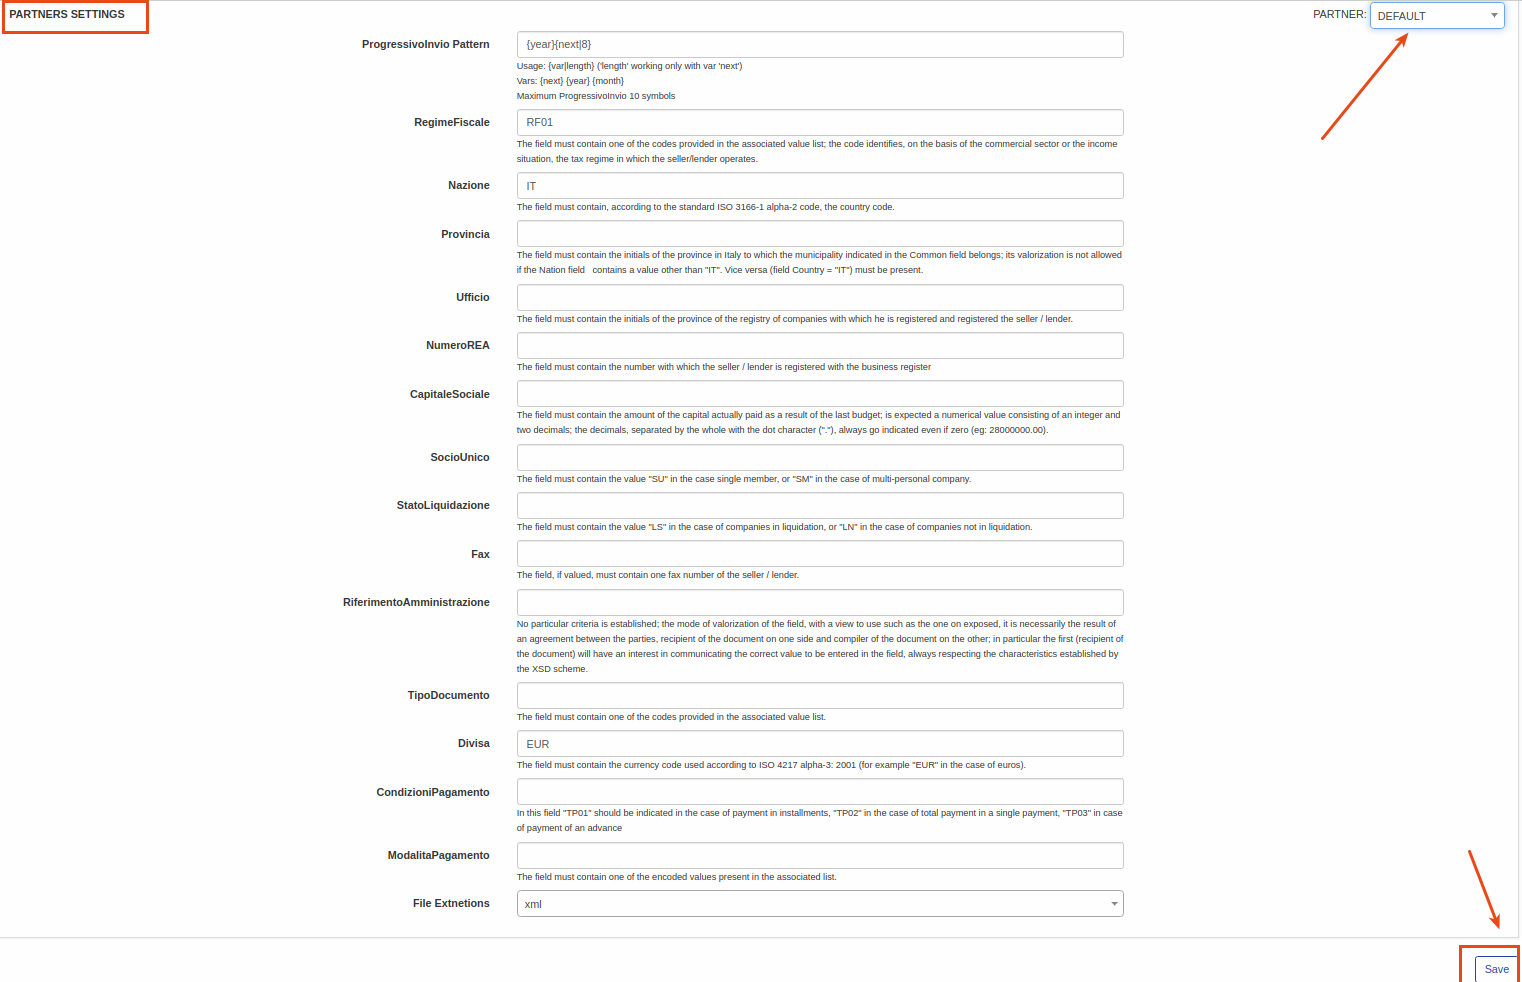 PARTNERS SETTINGS
PARTNER: DEFAULT
ProgressivoInvio Pattern {year}{next|8}
Usage: {var|length} ('length' working only with var 'next')
Vars: {next} {year} {month}
Maximum ProgressivoInvio 10 symbols
RegimeFiscale RF01
The field must contain one of the codes provided in the associated value list; the code identifies, on the basis of the commercial sector or the income
situation, the tax regime in which the seller/lender operates.
Nazione IT
The field must contain, according to the standard ISO 3166-1 alpha-2 code, the country code.
Provincia
The field must contain the initials of the province in Italy to which the municipality indicated in the Common field belongs; its valorization is not allowed
if the Nation field contains a value other than "IT". Vice versa (field Country = "IT") must be present.
Ufficio
The field must contain the initials of the province of the registry of companies with which he is registered and registered the seller / lender.
NumeroREA
The field must contain the number with which the seller / lender is registered with the business register
CapitaleSociale
The field must contain the amount of the capital actually paid as a result of the last budget; is expected a numerical value consisting of an integer and
two decimals; the decimals, separated by the whole with the dot character ("."), always go indicated even if zero (eg: 28000000.00).
SocioUnico
The field must contain the value "SU" in the case single member, or "SM" in the case of multi-personal company.
StatoLiquidazione
The field must contain the value "LS" in the case of companies in liquidation, or "LN" in the case of companies not in liquidation.
Fax
The field, if valued, must contain one fax number of the seller / lender.
RiferimentoAmministrazione
No particular criteria is established; the mode of valorization of the field, with a view to use such as the one on exposed, it is necessarily the result of
an agreement between the parties, recipient of the document on one side and compiler of the document on the other; in particular the first (recipient of
the document) will have an interest in communicating the correct value to be entered in the field, always respecting the characteristics established by
the XSD scheme.
TipoDocumento
The field must contain one of the codes provided in the associated value list.
Divisa EUR
The field must contain the currency code used according to ISO 4217 alpha-3: 2001 (for example "EUR" in the case of euros).
CondizioniPagamento
In this field "TP01" should be indicated in the case of payment in installments, "TP02" in the case of total payment in a single payment, "TP03" in case
of payment of an advance
ModalitaPagamento
The field must contain one of the encoded values present in the associated list.
File Extnetions xml
Save